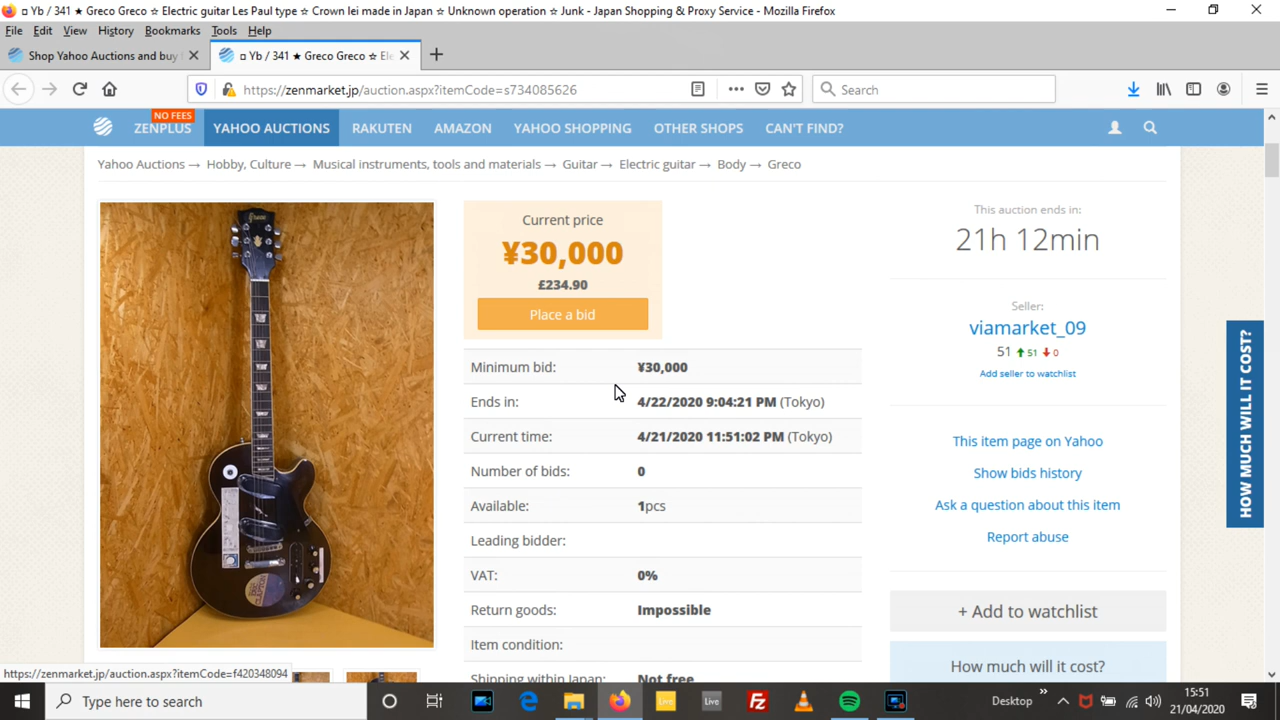 ¤ Yb / 341 ★ Greco Greco ☆ Electric guitar Les Paul type ☆ Crown Iei made in Japan ☆ Unknown operation ☆ Junk - Japan Shopping & Proxy Service - Mozilla Firefox
File Edit View History Bookmarks Tools Help
Shop Yahoo Auctions and buy
¤ Yb / 341 ★ Greco Greco ☆ Ele
https://zenmarket.jp/auction.aspx?itemCode=s734085626
Search
NO FEES
ZENPLUS YAHOO AUCTIONS RAKUTEN AMAZON YAHOO SHOPPING OTHER SHOPS CAN'T FIND?
Yahoo Auctions → Hobby, Culture → Musical instruments, tools and materials → Guitar → Electric guitar → Body → Greco
Current price
¥30,000
£234.90
Place a bid
Minimum bid: ¥30,000
Ends in: 4/22/2020 9:04:21 PM (Tokyo)
Current time: 4/21/2020 11:51:02 PM (Tokyo)
Number of bids: 0
Available: 1pcs
Leading bidder:
VAT: 0%
Return goods: Impossible
Item condition:
Shipping within Japan: Not free
This auction ends in:
21h 12min
Seller:
viamarket_09
51 51 0
Add seller to watchlist
This item page on Yahoo
Show bids history
Ask a question about this item
Report abuse
+ Add to watchlist
How much will it cost?
HOW MUCH WILL IT COST?
Greco
https://zenmarket.jp/auction.aspx?itemCode=f420348094
Type here to search
Live
Live
Desktop
15:51
21/04/2020